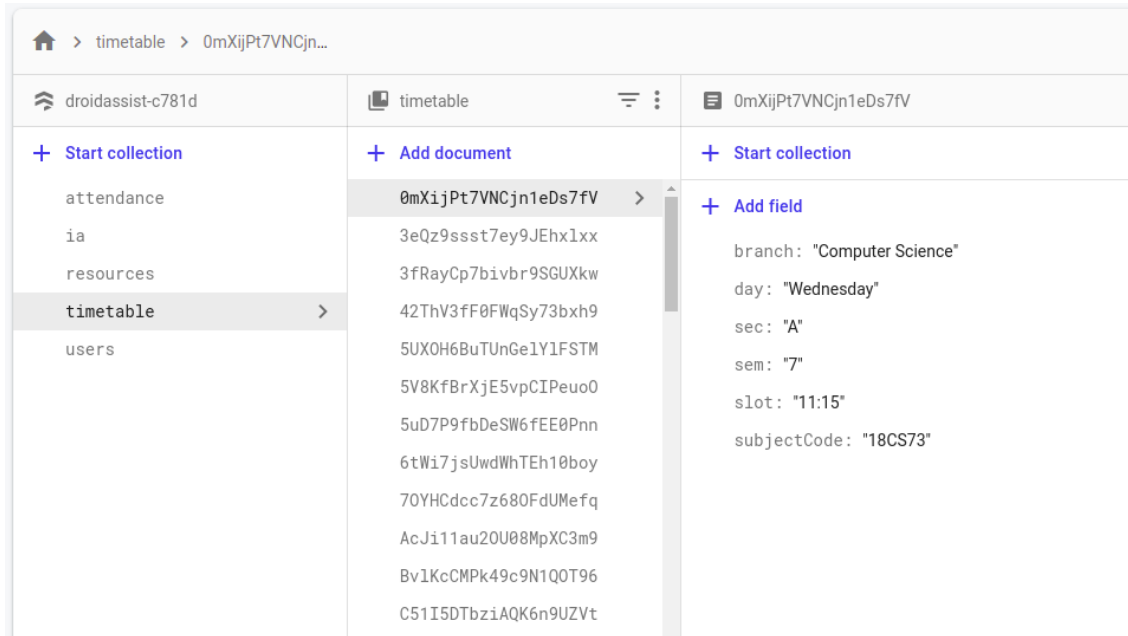 timetable > 0mXijPt7VNCjn...
droidassist-c781d
timetable
0mXijPt7VNCjn1eDs7fV
+ Start collection
+ Add document
+ Start collection
attendance
ia
resources
timetable
users
0mXijPt7VNCjn1eDs7fV
3eQz9ssst7ey9JEhxlxx
3fRayCp7bivbr9SGUXkw
42ThV3fF0FWqSy73bxh9
5UXOH6BuTUnGelYlFSTM
5V8KfBrXjE5vpCIPeuoO
5uD7P9fbDeSW6fEE0Pnn
6tWi7jsUwdWhTEh10boy
7OYHCdcc7z68OFdUMefq
AcJi11au2OU08MpXC3m9
BvlKcCMPk49c9N1QOT96
C51I5DTbziAQK6n9UZVt
+ Add field
branch: "Computer Science"
day: "Wednesday"
sec: "A"
sem: "7"
slot: "11:15"
subjectCode: "18CS73"